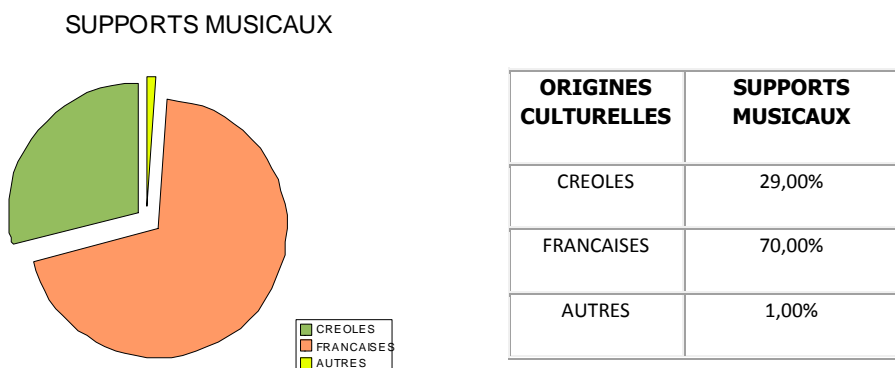 SUPPORTS MUSICAUX
CREOLES
FRANCAISES
AUTRES
ORIGINES CULTURELLES SUPPORTS MUSICAUX
CREOLES 29,00%
FRANCAISES 70,00%
AUTRES 1,00%